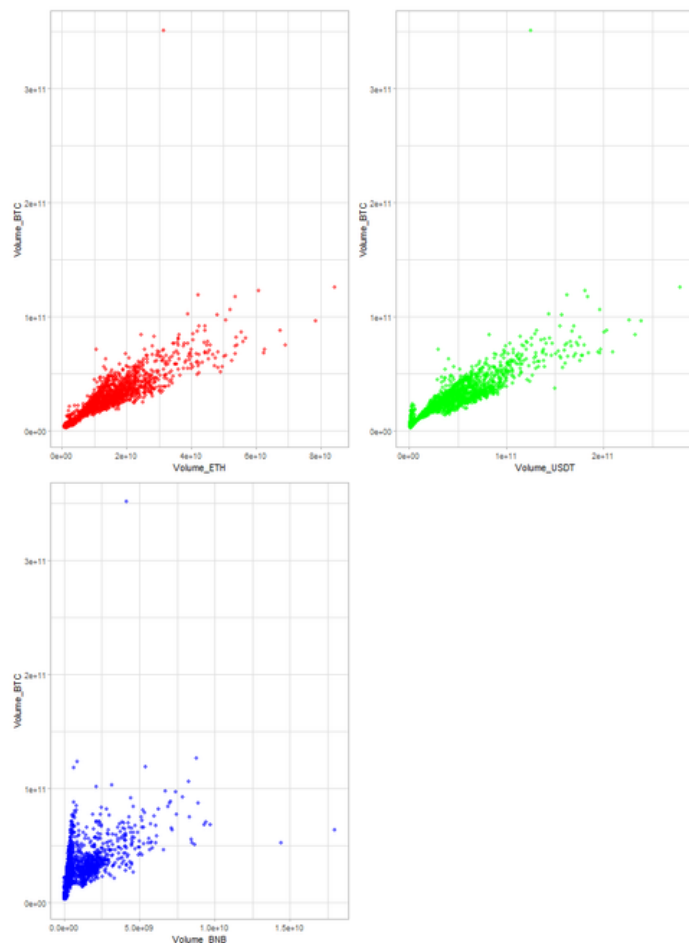 3e+11
2e+11
1e+11
0e+00
Volume_BTC
0e+00 2e+10 4e+10 6e+10 8e+10
Volume_ETH
3e+11
2e+11
1e+11
0e+00
Volume_BTC
0e+00 1e+11 2e+11
Volume_USDT
3e+11
2e+11
1e+11
0e+00
Volume_BTC
0.0e+00 5.0e+09 1.0e+10 1.5e+10
Volume_BNB